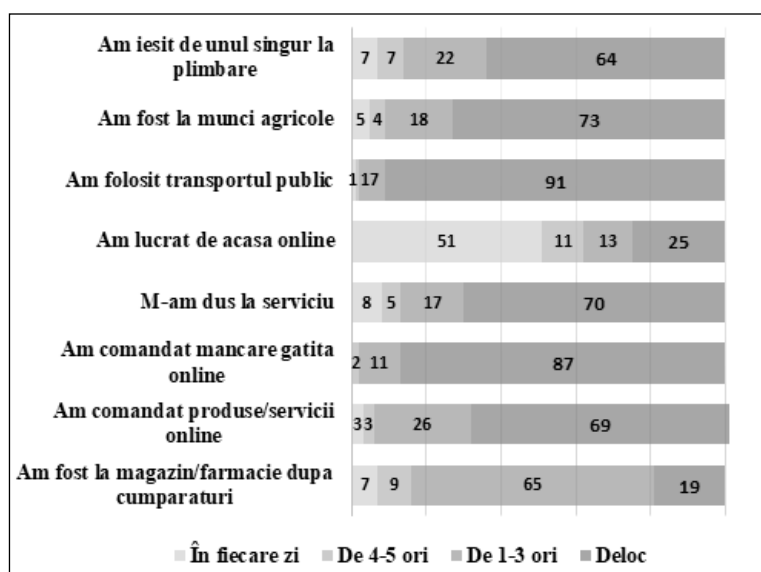 Am iesit de unul singur la
plimbare
7 7 22 64
Am fost la munci agricole
5 4 18 73
Am folosit transportul public
1 1 7 91
Am lucrat de acasa online
51 11 13 25
M-am dus la serviciu
8 5 17 70
Am comandat mancare gatita
online
2 11 87
Am comandat produse/servicii
online
3 3 26 69
Am fost la magazin/farmacie dupa
cumparaturi
7 9 65 19
În fiecare zi De 4-5 ori De 1-3 ori Deloc